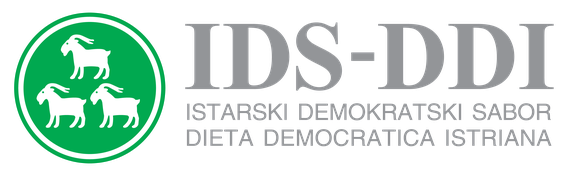 IDS-DDI
ISTARSKI DEMOKRATSKI SABOR
DIETA DEMOCRATICA ISTRIANA